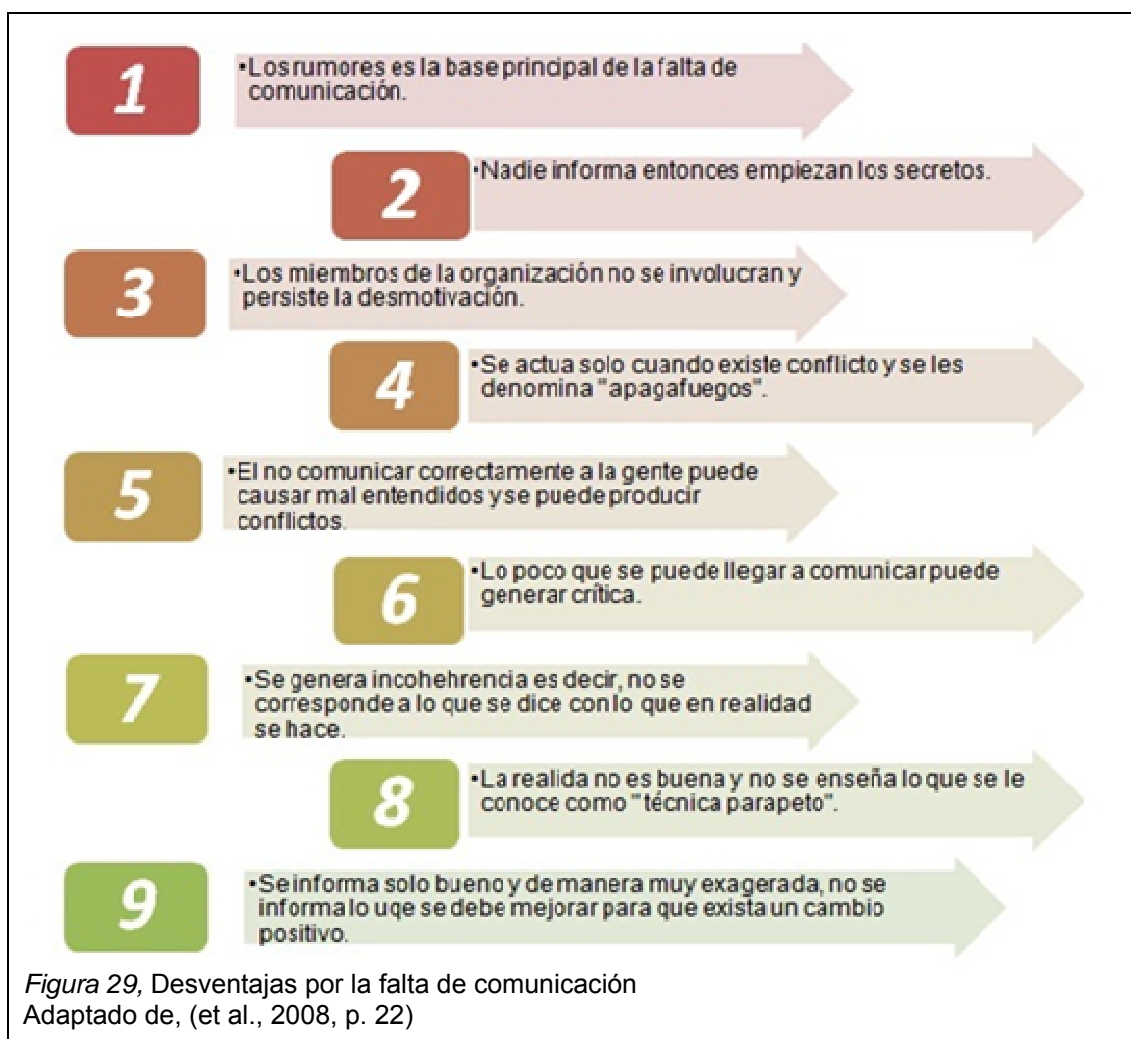 1
•Los rumores es la base principal de la falta de
comunicación.
2
•Nadie informa entonces empiezan los secretos.
3
•Los miembros de la organización no se involucran y
persiste la desmotivación.
4
•Se actua solo cuando existe conflicto y se les
denomina "apagafuegos".
5
•El no comunicar correctamente a la gente puede
causar mal entendidos y se puede producir
conflictos.
6
•Lo poco que se puede llegar a comunicar puede
generar crítica.
7
•Se genera incohehrencia es decir, no se
corresponde a lo que se dice con lo que en realidad
se hace.
8
•La realida no es buena y no se enseña lo que se le
conoce como "técnica parapeto".
9
•Se informa solo bueno y de manera muy exagerada, no se
informa lo uqe se debe mejorar para que exista un cambio
positivo.
Figura 29, Desventajas por la falta de comunicación
Adaptado de, (et al., 2008, p. 22)